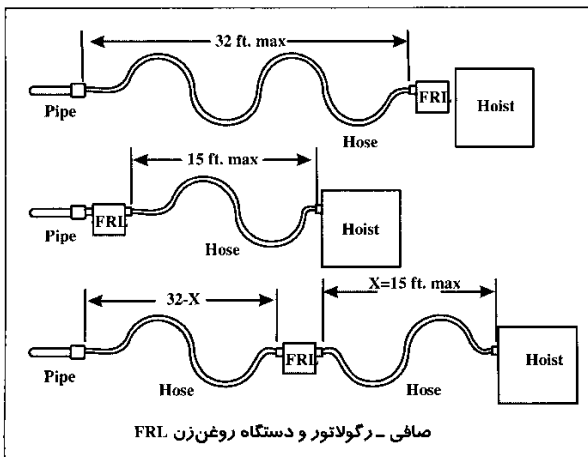 32 ft. max
Pipe
Hose
FRL
Hoist
15 ft. max
Pipe
FRL
Hose
Hoist
32-X
X=15 ft. max
Pipe
Hose
FRL
Hose
Hoist
صافی ـ رگولاتور و دستگاه روغن‌زن FRL